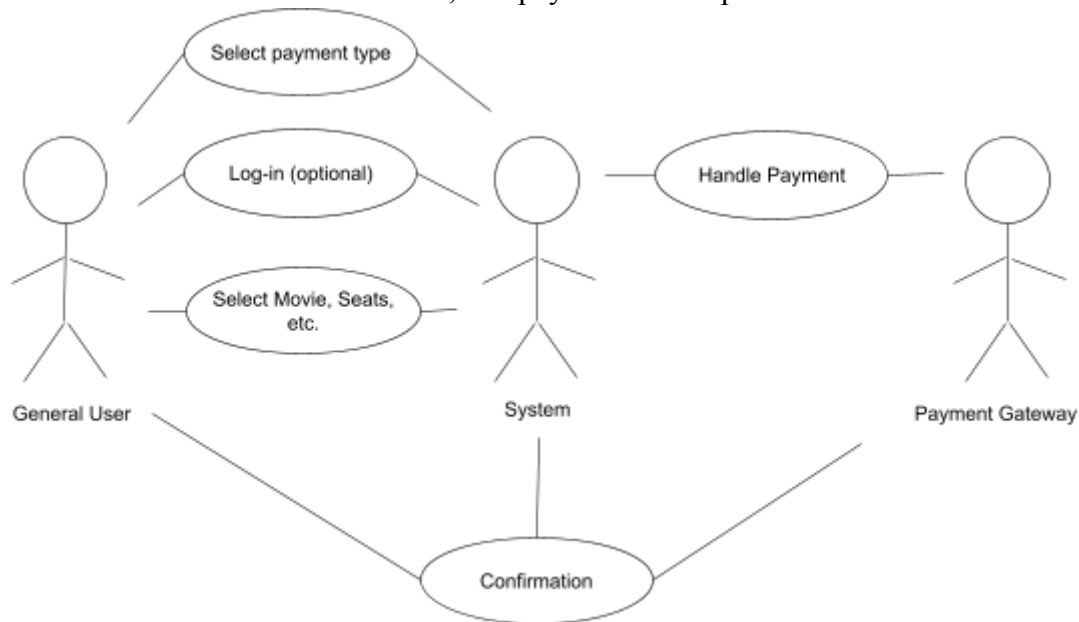 Select payment type
Log-in (optional)
Handle Payment
Select Movie, Seats,
etc.
General User
System
Payment Gateway
Confirmation